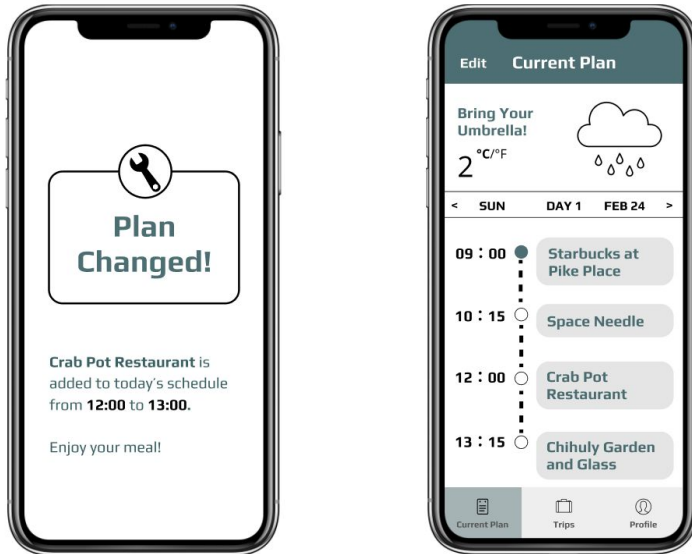 Plan
Changed!
Crab Pot Restaurant is
added to today's schedule
from 12:00 to 13:00.
Enjoy your meal!
Edit Current Plan
Bring Your
Umbrella!
2 °C/°F
< SUN DAY 1 FEB 24 >
09:00 Starbucks at
Pike Place
10:15 Space Needle
12:00 Crab Pot
Restaurant
13:15 Chihuly Garden
and Glass
Current Plan Trips Profile